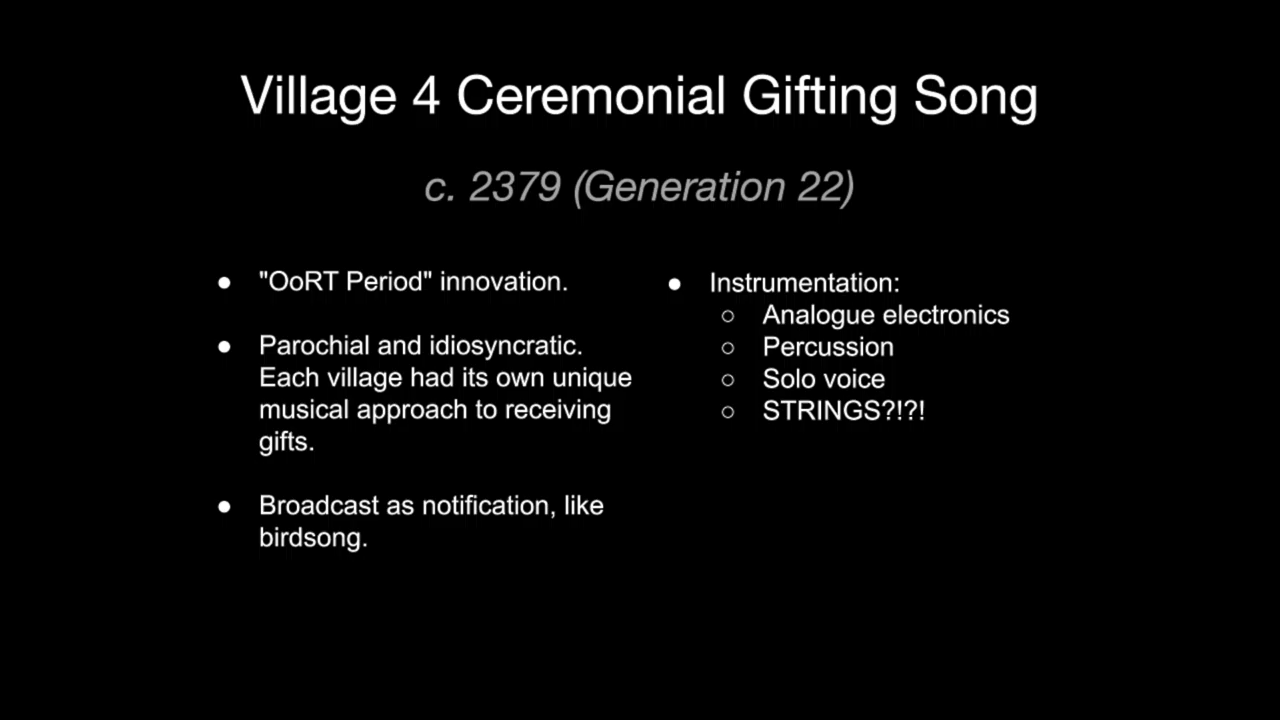 Village 4 Ceremonial Gifting Song
c. 2379 (Generation 22)
● "OoRT Period" innovation.
● Parochial and idiosyncratic.
Each village had its own unique
musical approach to receiving
gifts.
● Broadcast as notification, like
birdsong.
● Instrumentation:
○ Analogue electronics
○ Percussion
○ Solo voice
○ STRINGS?!?!